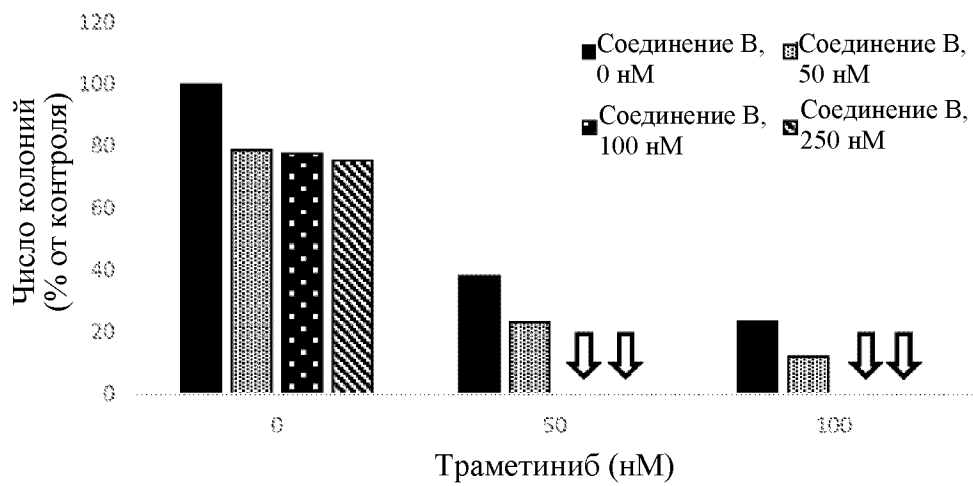 120
100
80
60
40
20
0
Число колоний
(% от контроля)
Соединение В,
0 нМ
Соединение В,
50 нМ
Соединение В,
100 нМ
Соединение В,
250 нМ
0
50
100
Траметиниб (нМ)